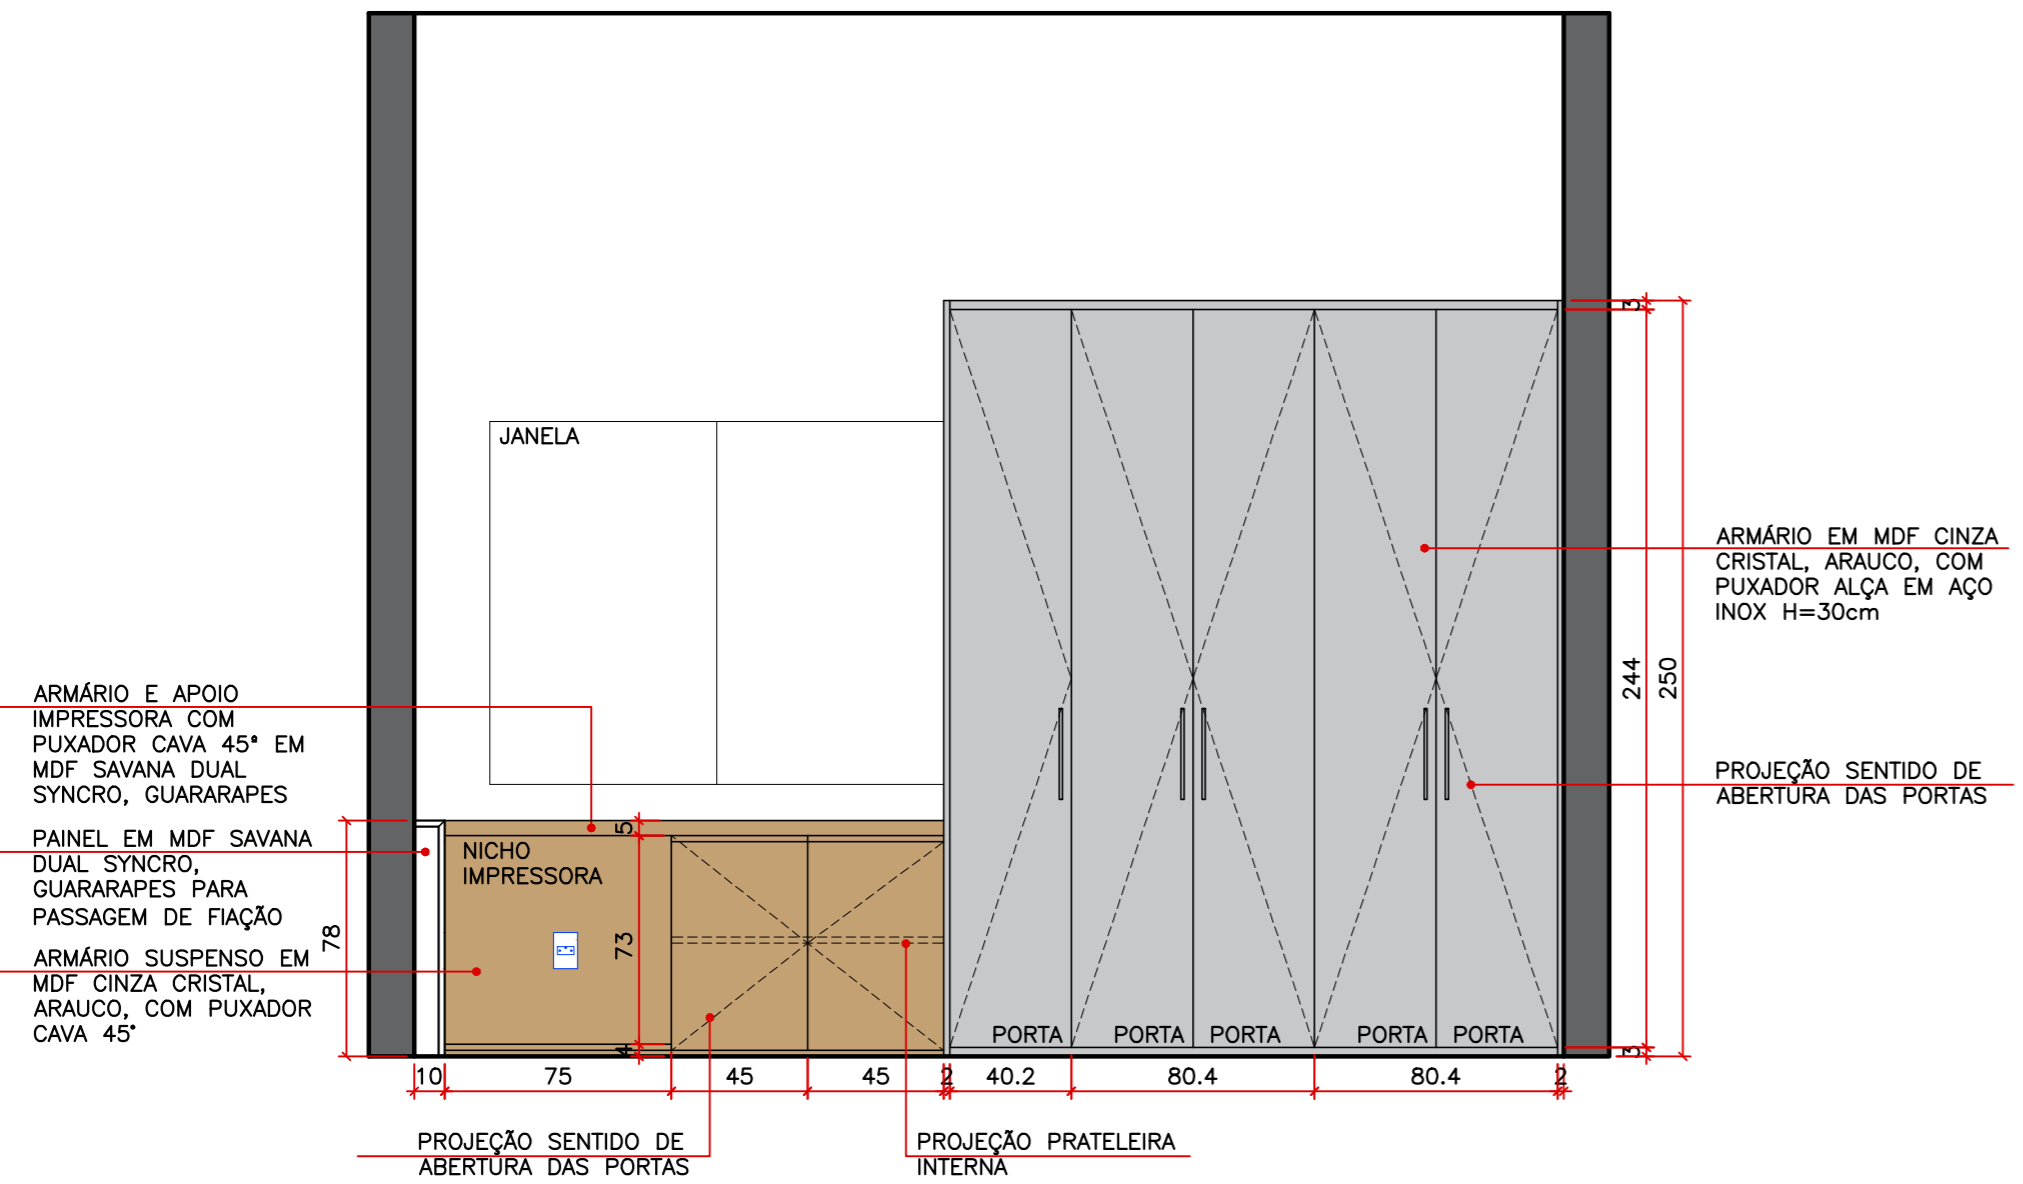 JANELA
ARMÁRIO EM MDF CINZA
CRISTAL, ARAUCO, COM
PUXADOR ALÇA EM AÇO
INOX H=30cm
PROJEÇÃO SENTIDO DE
ABERTURA DAS PORTAS
3
244
250
3
ARMÁRIO E APOIO
IMPRESSORA COM
PUXADOR CAVA 45ª EM
MDF SAVANA DUAL
SYNCRO, GUARARAPES
PAINEL EM MDF SAVANA
DUAL SYNCRO,
GUARARAPES PARA
PASSAGEM DE FIAÇÃO
ARMÁRIO SUSPENSO EM
MDF CINZA CRISTAL,
ARAUCO, COM PUXADOR
CAVA 45°
78
NICHO
IMPRESSORA
5
73
4
PORTA PORTA PORTA PORTA PORTA
10 75 45 45 2 40.2 80.4 80.4 2
PROJEÇÃO SENTIDO DE
ABERTURA DAS PORTAS
PROJEÇÃO PRATELEIRA
INTERNA